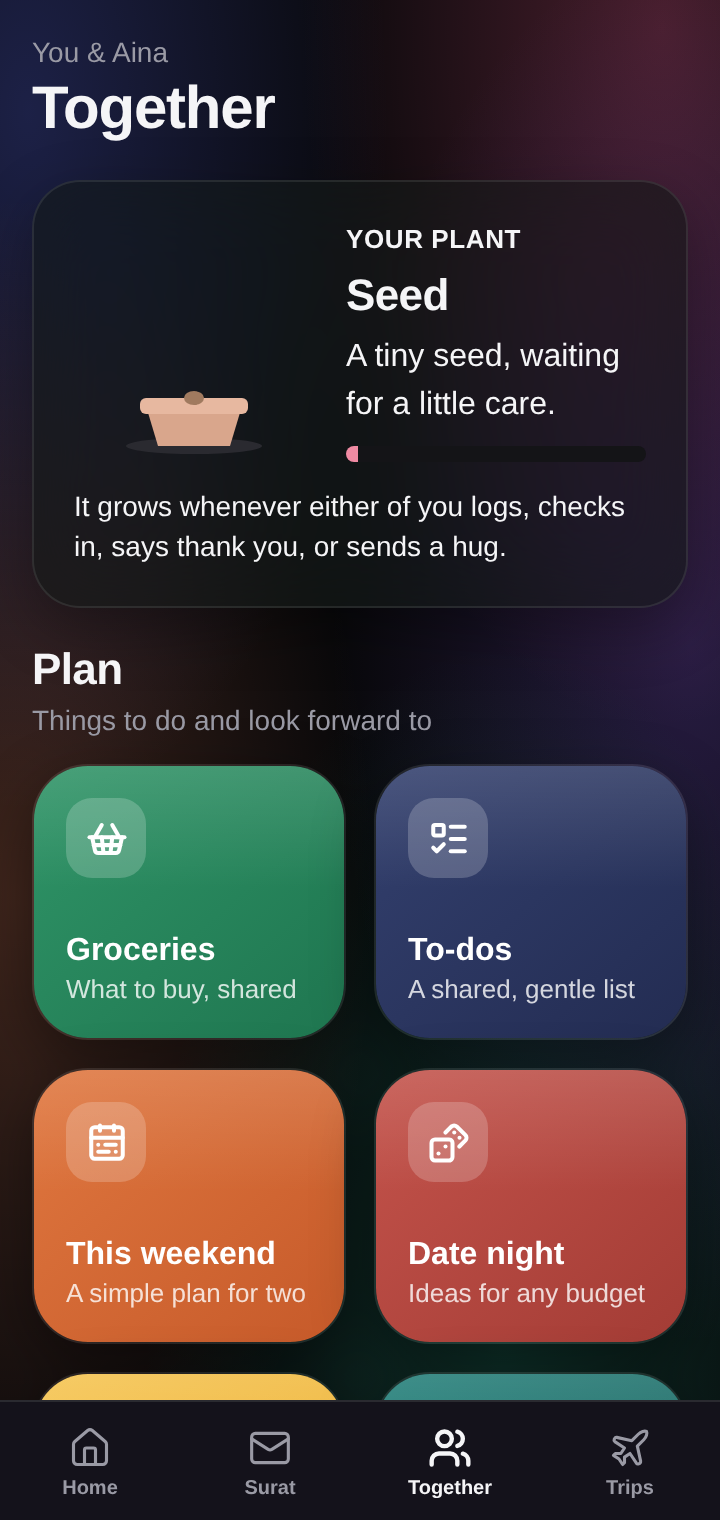 You & Aina
Together
YOUR PLANT
Seed
A tiny seed, waiting
for a little care.
It grows whenever either of you logs, checks
in, says thank you, or sends a hug.
Plan
Things to do and look forward to
Groceries
What to buy, shared
To-dos
A shared, gentle list
This weekend
A simple plan for two
Date night
Ideas for any budget
Home
Surat
Together
Trips